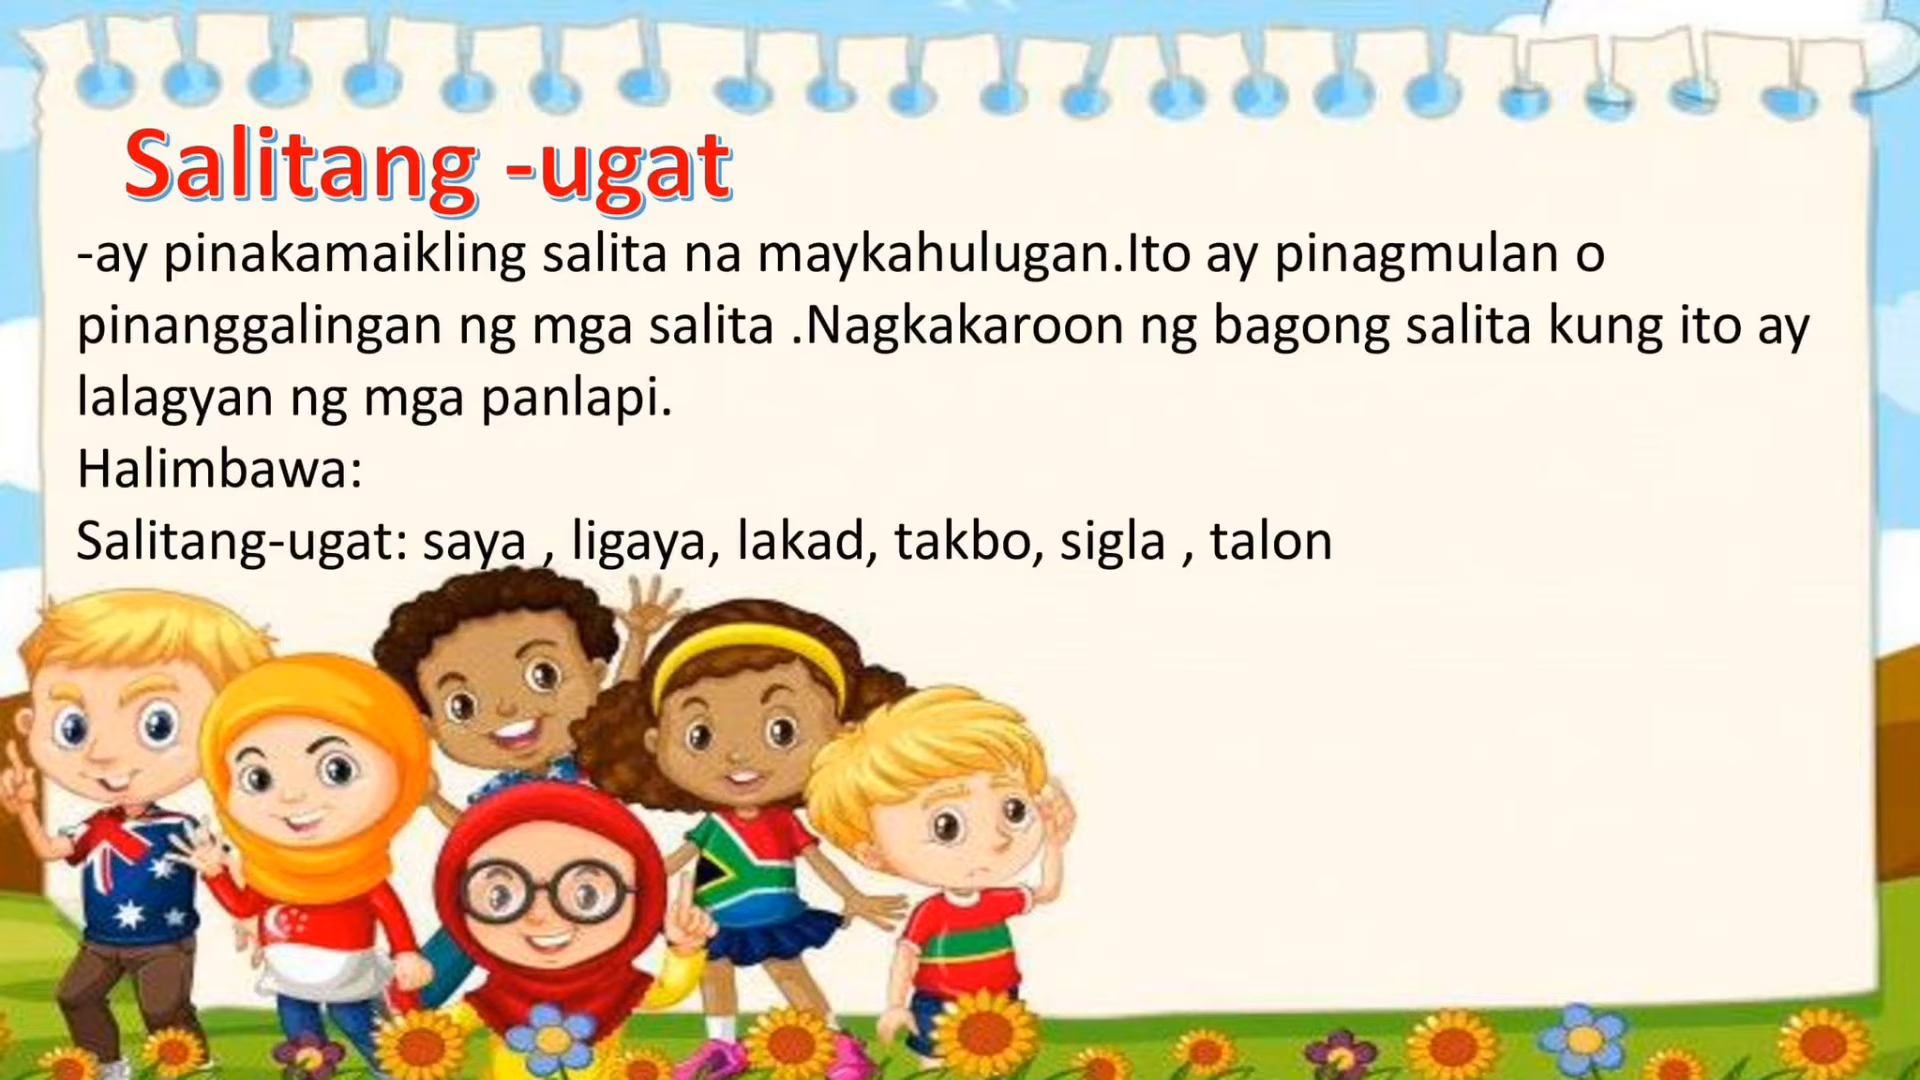 Salitang -ugat
-ay pinakamaikling salita na maykahulugan.Ito ay pinagmulan o
pinanggalingan ng mga salita .Nagkakaroon ng bagong salita kung ito ay
lalagyan ng mga panlapi.
Halimbawa:
Salitang-ugat: saya , ligaya, lakad, takbo, sigla , talon